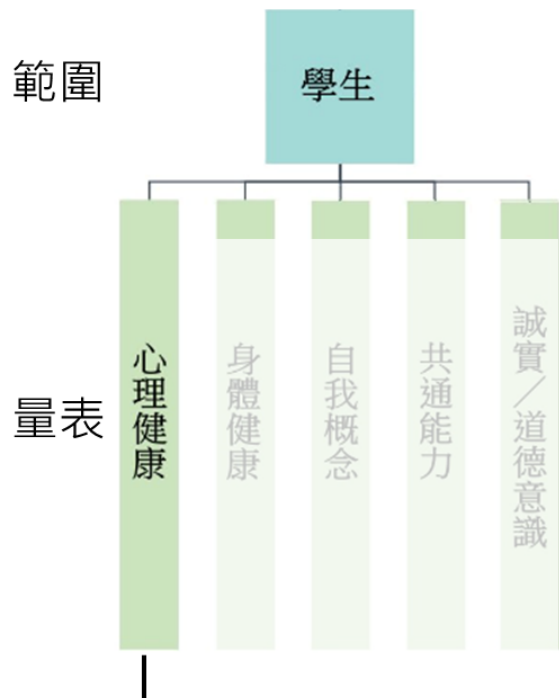 範圍
學生
量表
心理健康
身體健康
自我概念
共通能力
誠實／道德意識